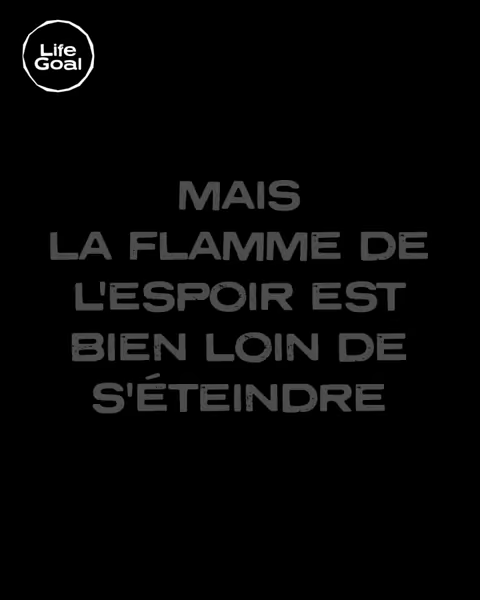 Life
Goal
MAIS
LA FLAMME DE
L'ESPOIR EST
BIEN LOIN DE
S'ÉTEINDRE